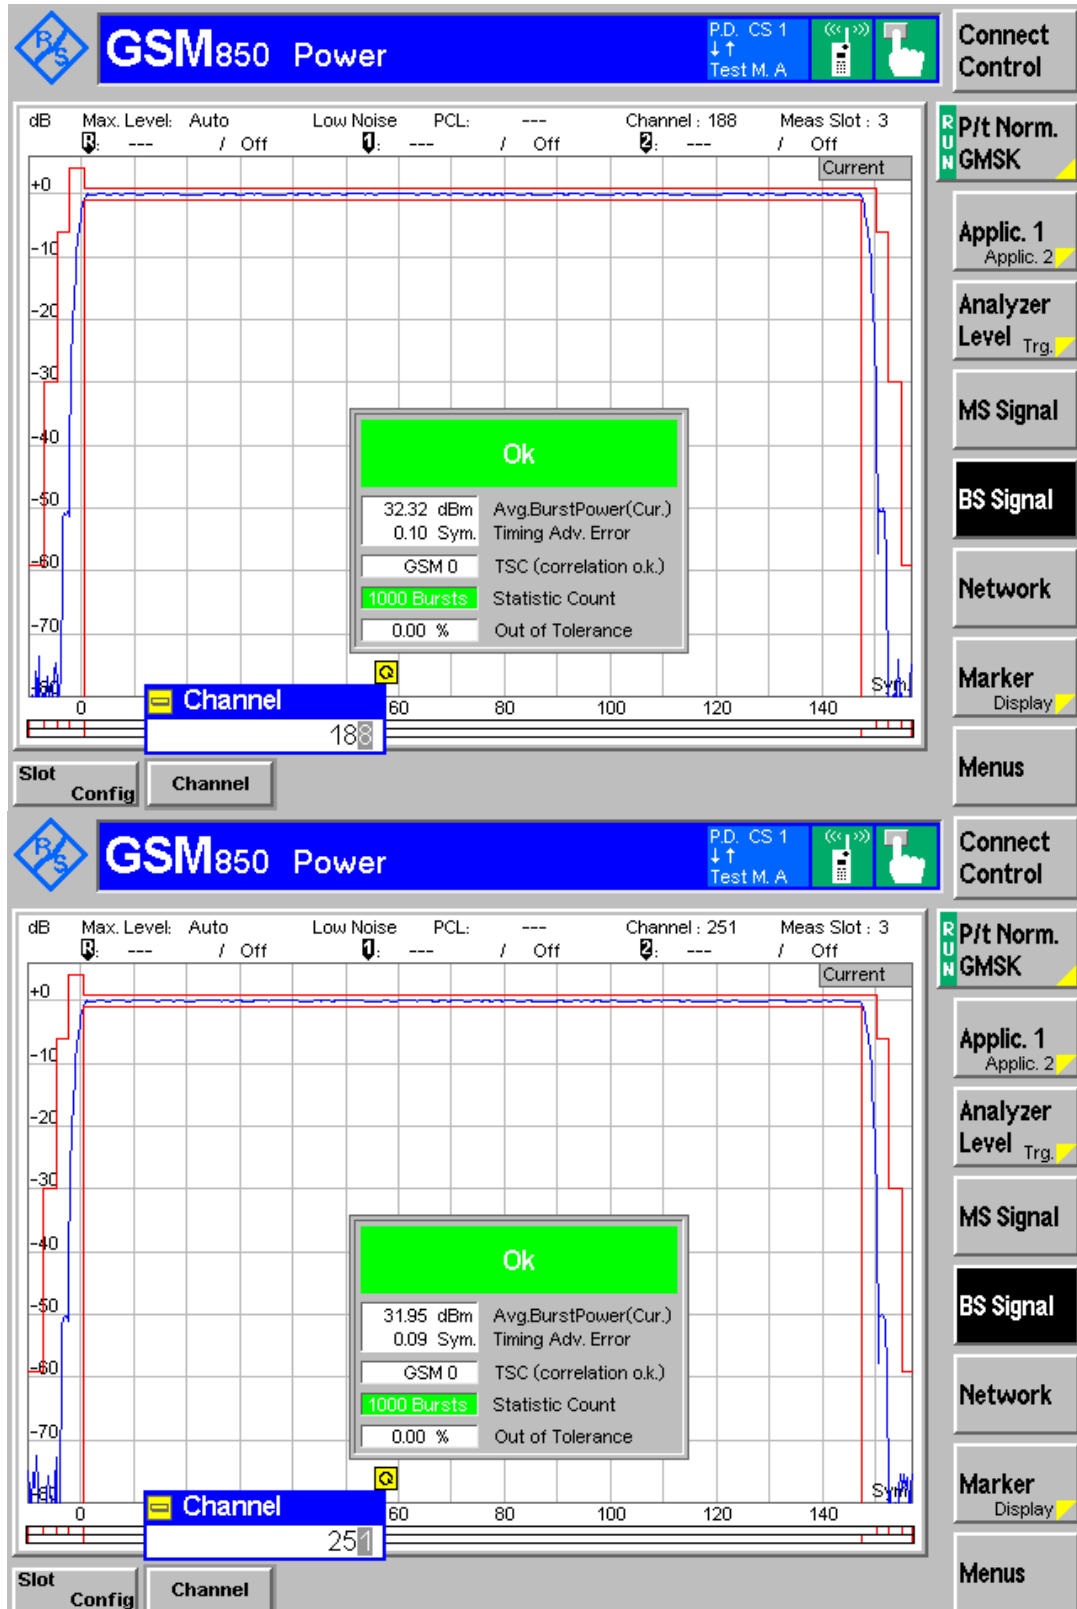 R/S
GSM850 Power
P.D. CS 1
Test M. A
Connect
Control
dB Max. Level: Auto Low Noise PCL: --- Channel : 188 Meas Slot : 3
R: --- / Off 1: --- / Off 2: --- / Off
Current
RUN
P/t Norm.
GMSK
+0
-10
-20
-30
-40
-50
-60
-70
Applic. 1
Applic. 2
Analyzer
Level Trg.
MS Signal
BS Signal
Network
Marker
Display
Menus
Ok
32.32 dBm Avg.BurstPower(Cur.)
0.10 Sym. Timing Adv. Error
GSM 0 TSC (correlation o.k.)
1000 Bursts Statistic Count
0.00 % Out of Tolerance
Sym.
0 60 80 100 120 140
Channel
188
Slot
Config
Channel
R/S
GSM850 Power
P.D. CS 1
Test M. A
Connect
Control
dB Max. Level: Auto Low Noise PCL: --- Channel : 251 Meas Slot : 3
R: --- / Off 1: --- / Off 2: --- / Off
Current
RUN
P/t Norm.
GMSK
+0
-10
-20
-30
-40
-50
-60
-70
Applic. 1
Applic. 2
Analyzer
Level Trg.
MS Signal
BS Signal
Network
Marker
Display
Menus
Ok
31.95 dBm Avg.BurstPower(Cur.)
0.09 Sym. Timing Adv. Error
GSM 0 TSC (correlation o.k.)
1000 Bursts Statistic Count
0.00 % Out of Tolerance
Sym.
0 60 80 100 120 140
Channel
251
Slot
Config
Channel